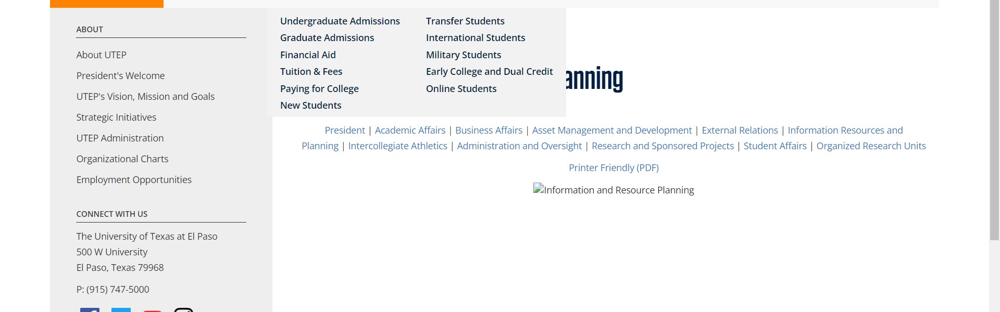 ABOUT
About UTEP
President's Welcome
UTEP's Vision, Mission and Goals
Strategic Initiatives
UTEP Administration
Organizational Charts
Employment Opportunities
CONNECT WITH US
The University of Texas at El Paso
500 W University
El Paso, Texas 79968
P: (915) 747-5000
Undergraduate Admissions
Graduate Admissions
Financial Aid
Tuition & Fees
Paying for College
New Students
Transfer Students
International Students
Military Students
Early College and Dual Credit
Online Students
anning
President | Academic Affairs | Business Affairs | Asset Management and Development | External Relations | Information Resources and
Planning | Intercollegiate Athletics | Administration and Oversight | Research and Sponsored Projects | Student Affairs | Organized Research Units
Printer Friendly (PDF)
Information and Resource Planning